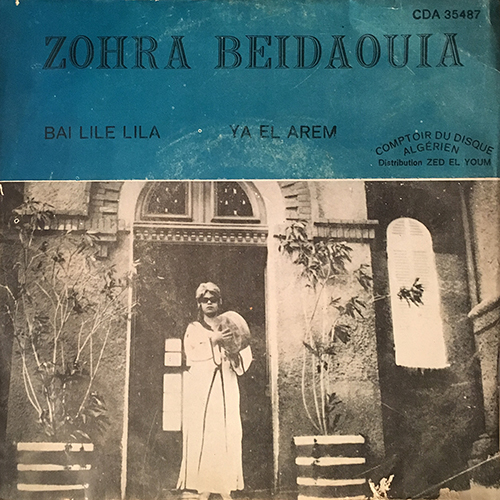 CDA 35487
ZOHRA BEIDAOUIA
BAI LILE LILA YA EL AREM
COMPTOIR DU DISQUE
ALGÉRIEN
Distribution ZED EL YOUM